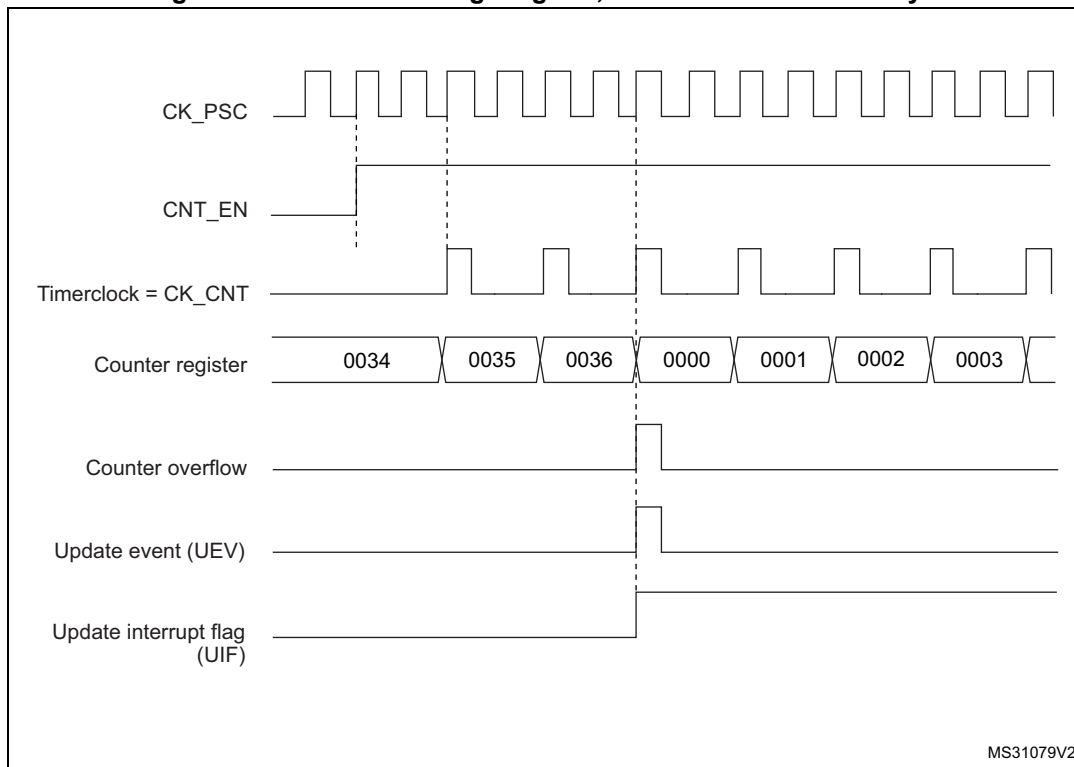 CK_PSC
CNT_EN
Timerclock = CK_CNT
Counter register 0034 0035 0036 0000 0001 0002 0003
Counter overflow
Update event (UEV)
Update interrupt flag
(UIF)
MS31079V2